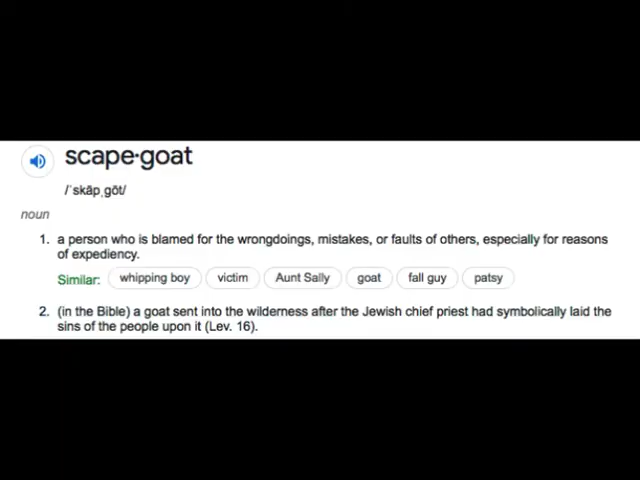 scape·goat
/ˈskāpˌgōt/
noun
1. a person who is blamed for the wrongdoings, mistakes, or faults of others, especially for reasons
of expediency.
Similar: whipping boy victim Aunt Sally goat fall guy patsy
2. (in the Bible) a goat sent into the wilderness after the Jewish chief priest had symbolically laid the
sins of the people upon it (Lev. 16).